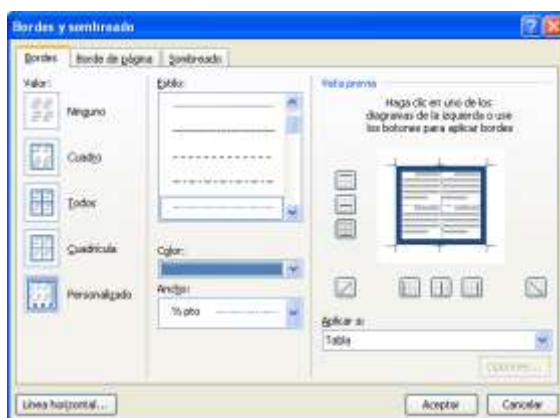 Bordes y sombreado
Bordes
Borde de página
Sombreado
Valor:
Ninguno
Cuadro
Todos
Cuadrícula
Personalizado
Estilo:
Color:
Ancho:
½ pto
Vista previa
Haga clic en uno de los
diagramas de la izquierda o use
los botones para aplicar bordes
Aplicar a:
Tabla
Opciones...
Línea horizontal...
Aceptar
Cancelar